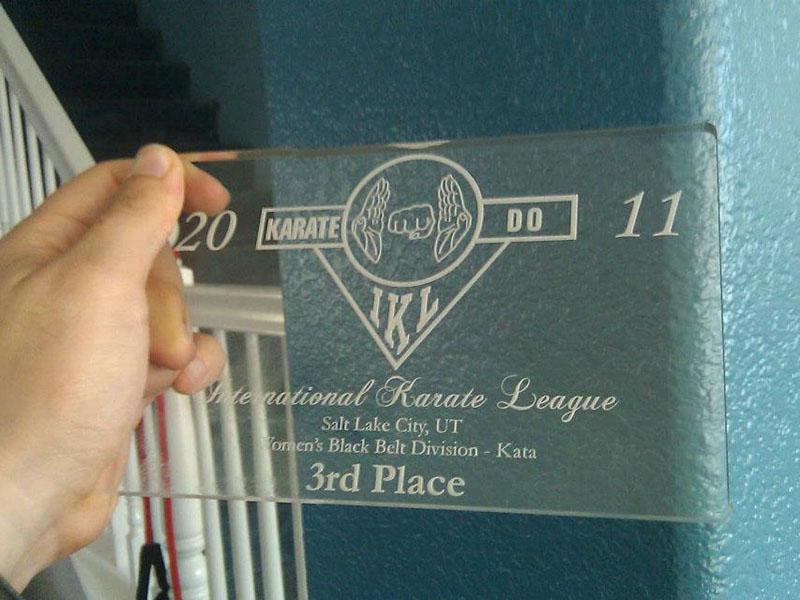 20 KARATE DO 11
IKL
International Karate League
Salt Lake City, UT
Women's Black Belt Division - Kata
3rd Place